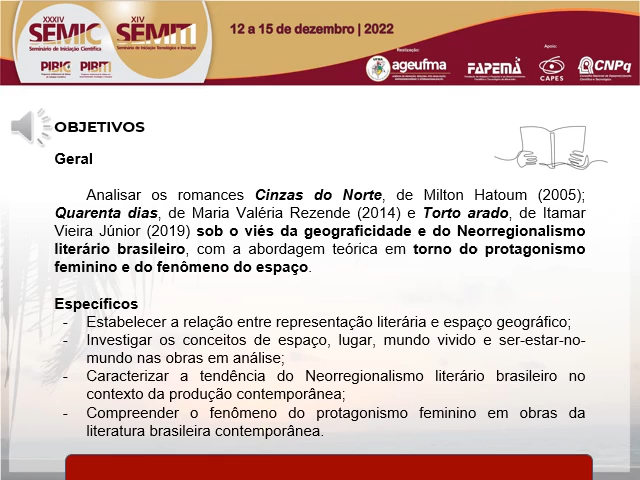 XXXIV
SEMIC
Seminário de Iniciação Científica
XIV
SEMITI
Seminário de Iniciação Tecnológica e Inovação
PIBIC
PIBITI
12 a 15 de dezembro | 2022
Realização:
ageufma
Apoio:
FAPEMA
CAPES
CNPq
OBJETIVOS
Geral
Analisar os romances Cinzas do Norte, de Milton Hatoum (2005);
Quarenta dias, de Maria Valéria Rezende (2014) e Torto arado, de Itamar
Vieira Júnior (2019) sob o viés da geograficidade e do Neorregionalismo
literário brasileiro, com a abordagem teórica em torno do protagonismo
feminino e do fenômeno do espaço.
Específicos
- Estabelecer a relação entre representação literária e espaço geográfico;
- Investigar os conceitos de espaço, lugar, mundo vivido e ser-estar-no-
mundo nas obras em análise;
- Caracterizar a tendência do Neorregionalismo literário brasileiro no
contexto da produção contemporânea;
- Compreender o fenômeno do protagonismo feminino em obras da
literatura brasileira contemporânea.